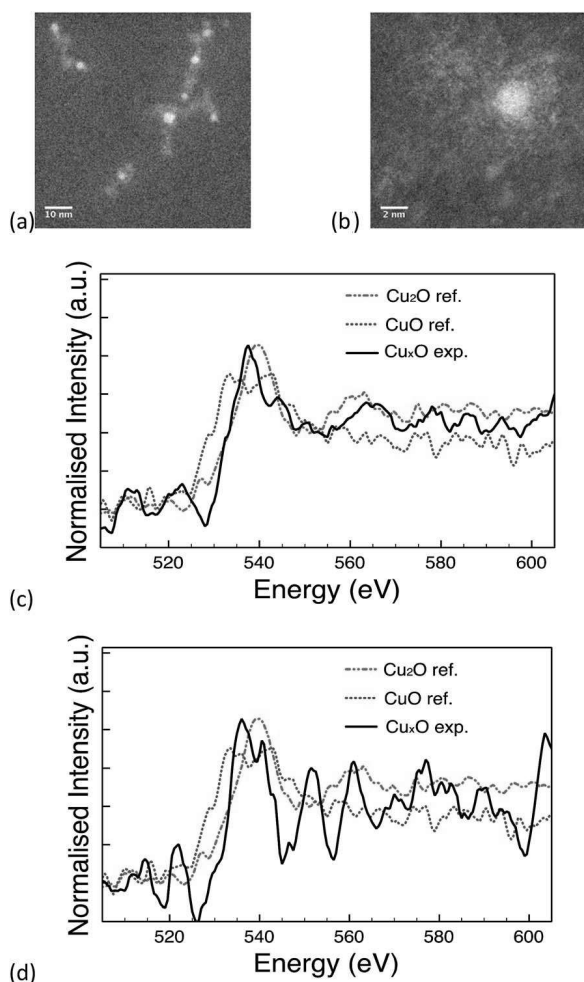 10 nm
2 nm
(a)
(b)
Normalised Intensity (a.u.)
Cu₂O ref.
CuO ref.
CuₓO exp.
520 540 560 580 600
Energy (eV)
(c)
Normalised Intensity (a.u.)
Cu₂O ref.
CuO ref.
CuₓO exp.
520 540 560 580 600
Energy (eV)
(d)